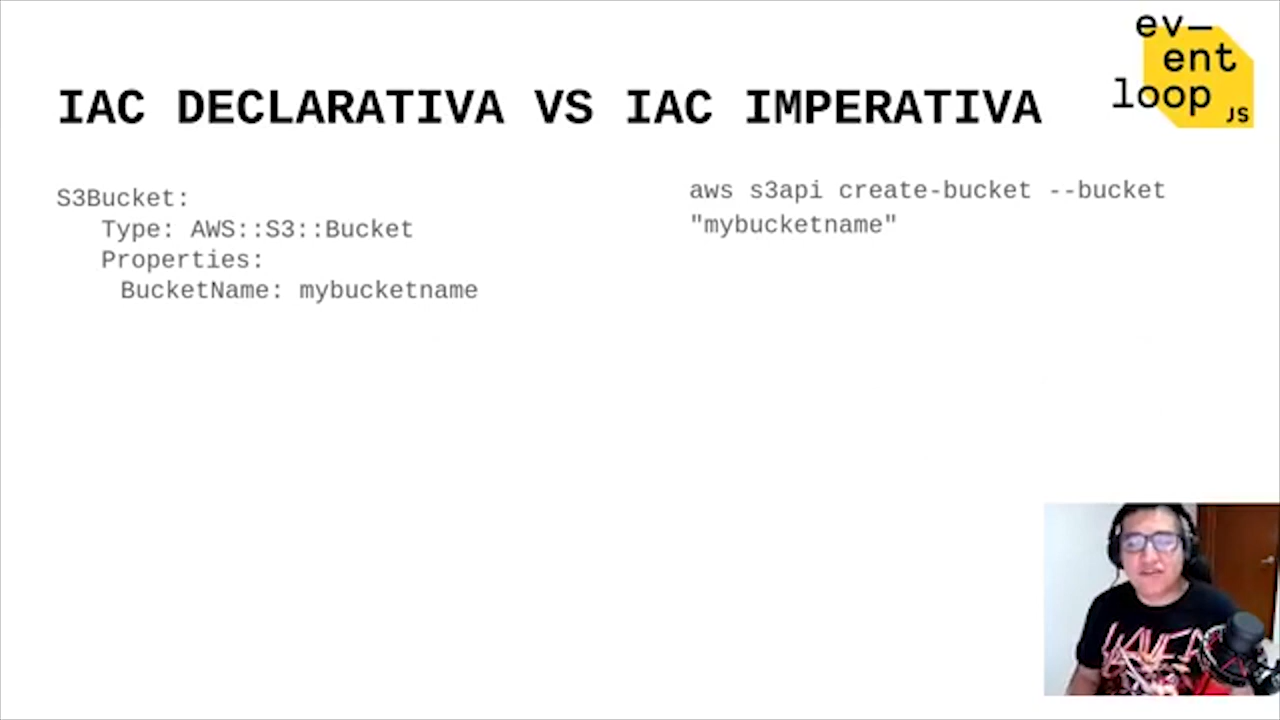 ev—
ent
loop
JS
IAC DECLARATIVA VS IAC IMPERATIVA
S3Bucket:
Type: AWS::S3::Bucket
Properties:
BucketName: mybucketname
aws s3api create-bucket --bucket
"mybucketname"